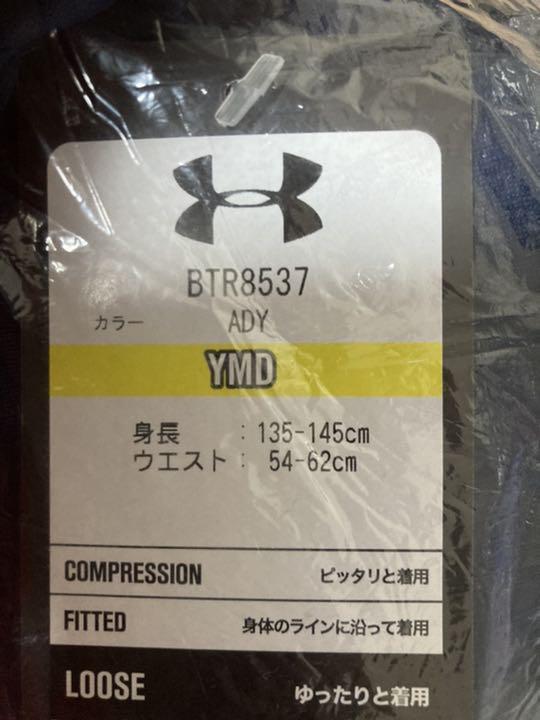 BTR8537
カラー ADY
YMD
身長 : 135-145cm
ウエスト : 54-62cm
COMPRESSION ピッタリと着用
FITTED 身体のラインに沿って着用
LOOSE ゆったりと着用